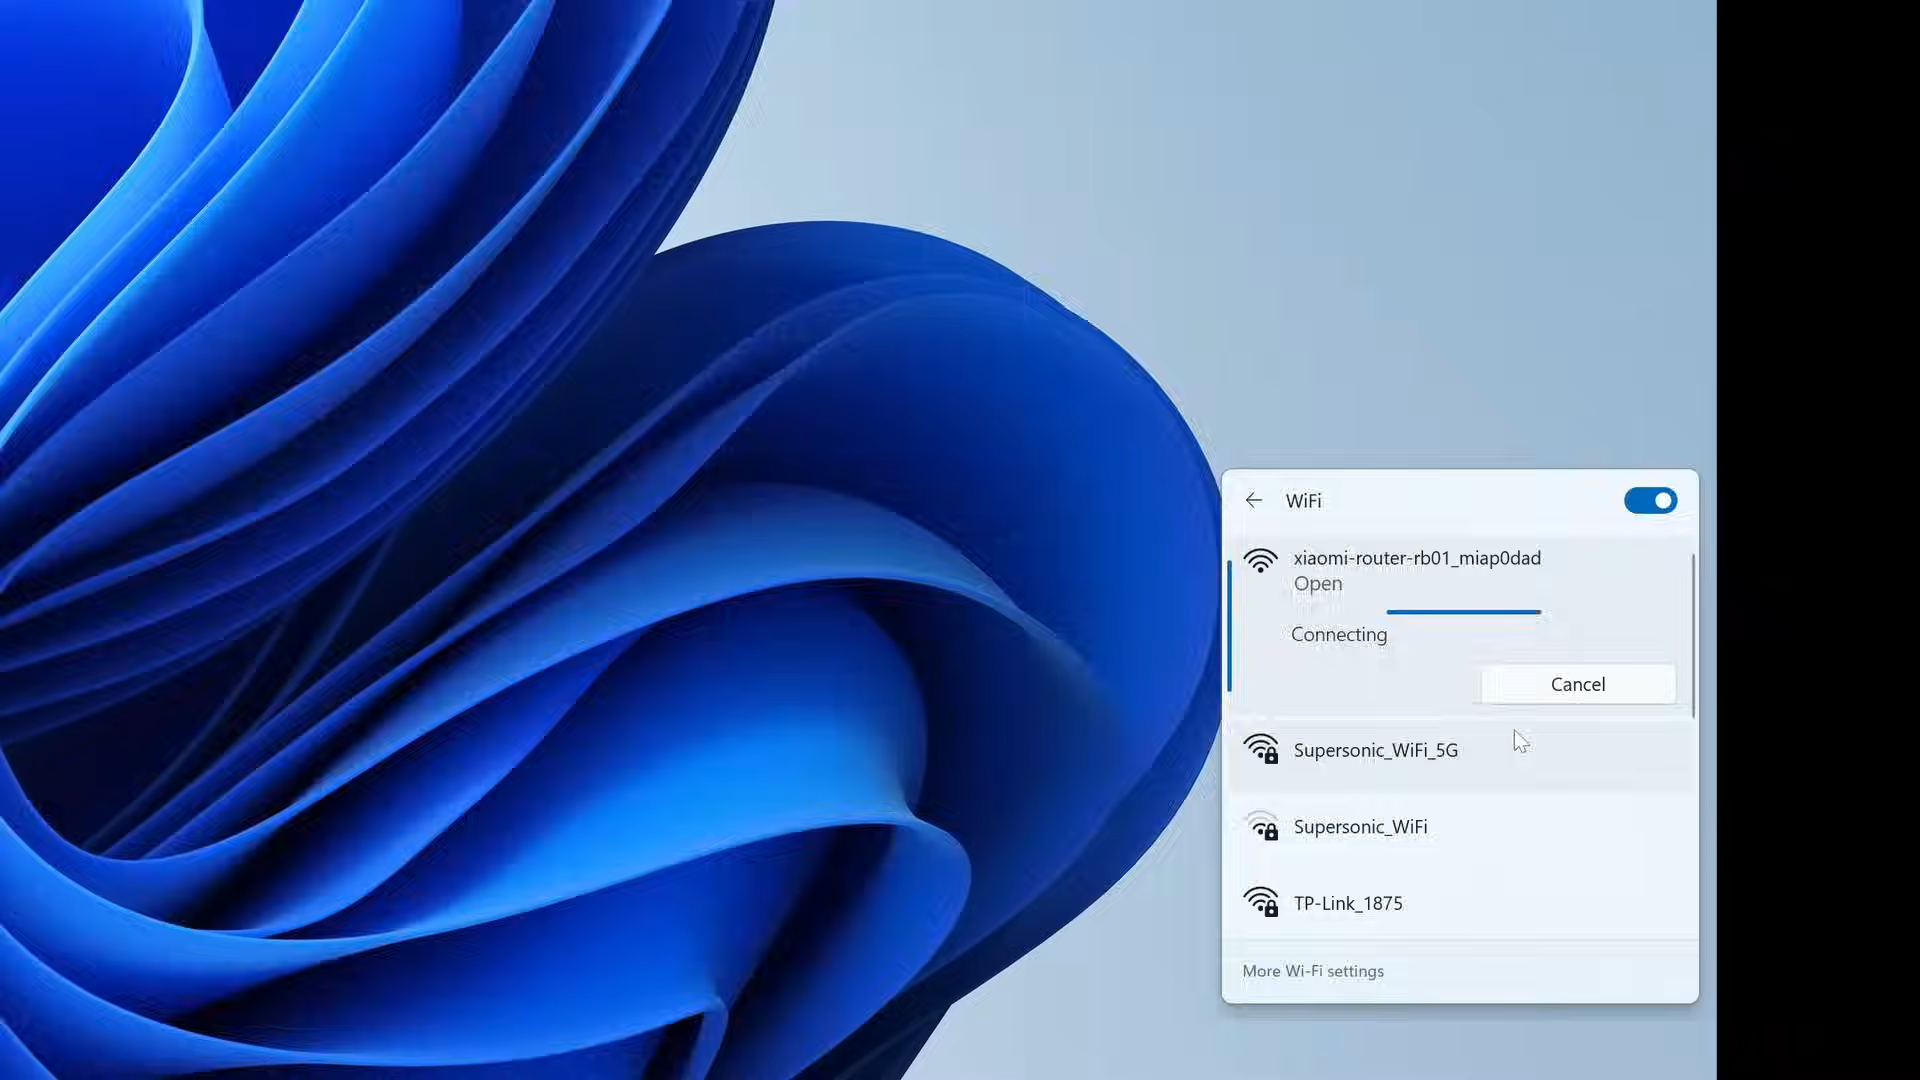 WiFi
xiaomi-router-rb01_miap0dad
Open
Connecting
Cancel
Supersonic_WiFi_5G
Supersonic_WiFi
TP-Link_1875
More Wi-Fi settings